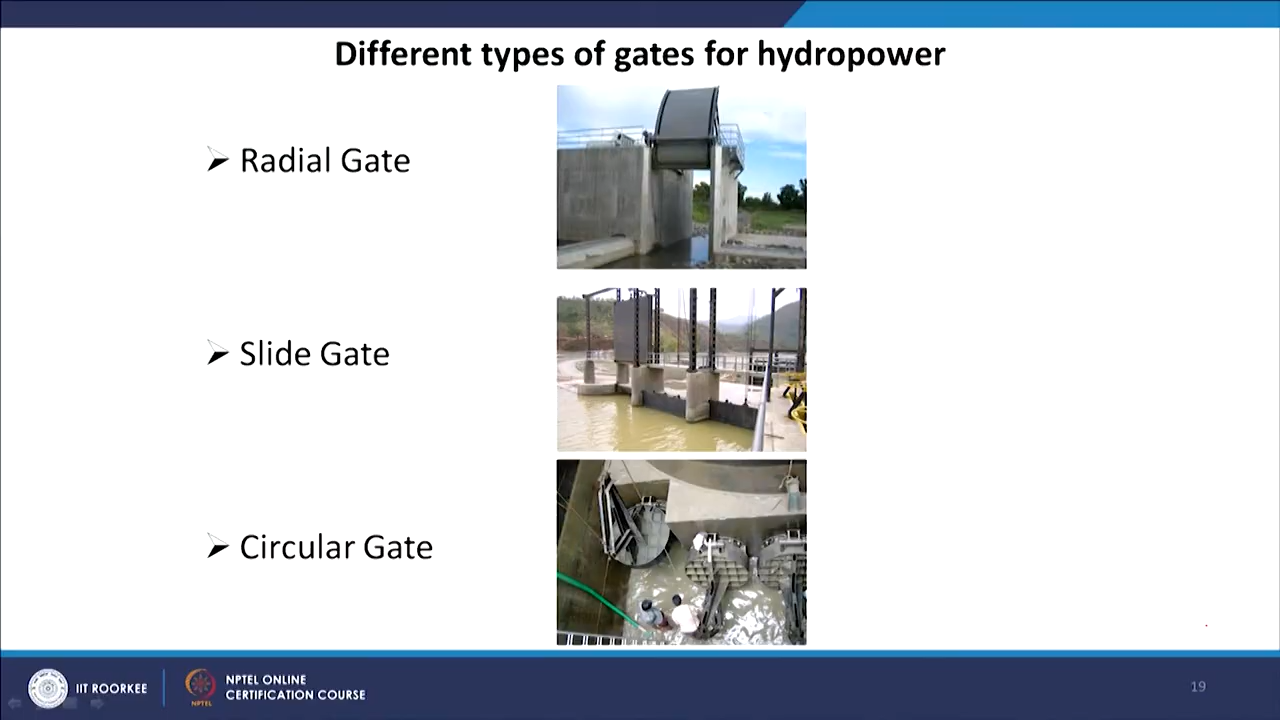 Different types of gates for hydropower
Radial Gate
Slide Gate
Circular Gate
IIT ROORKEE
NPTEL
NPTEL ONLINE
CERTIFICATION COURSE
19